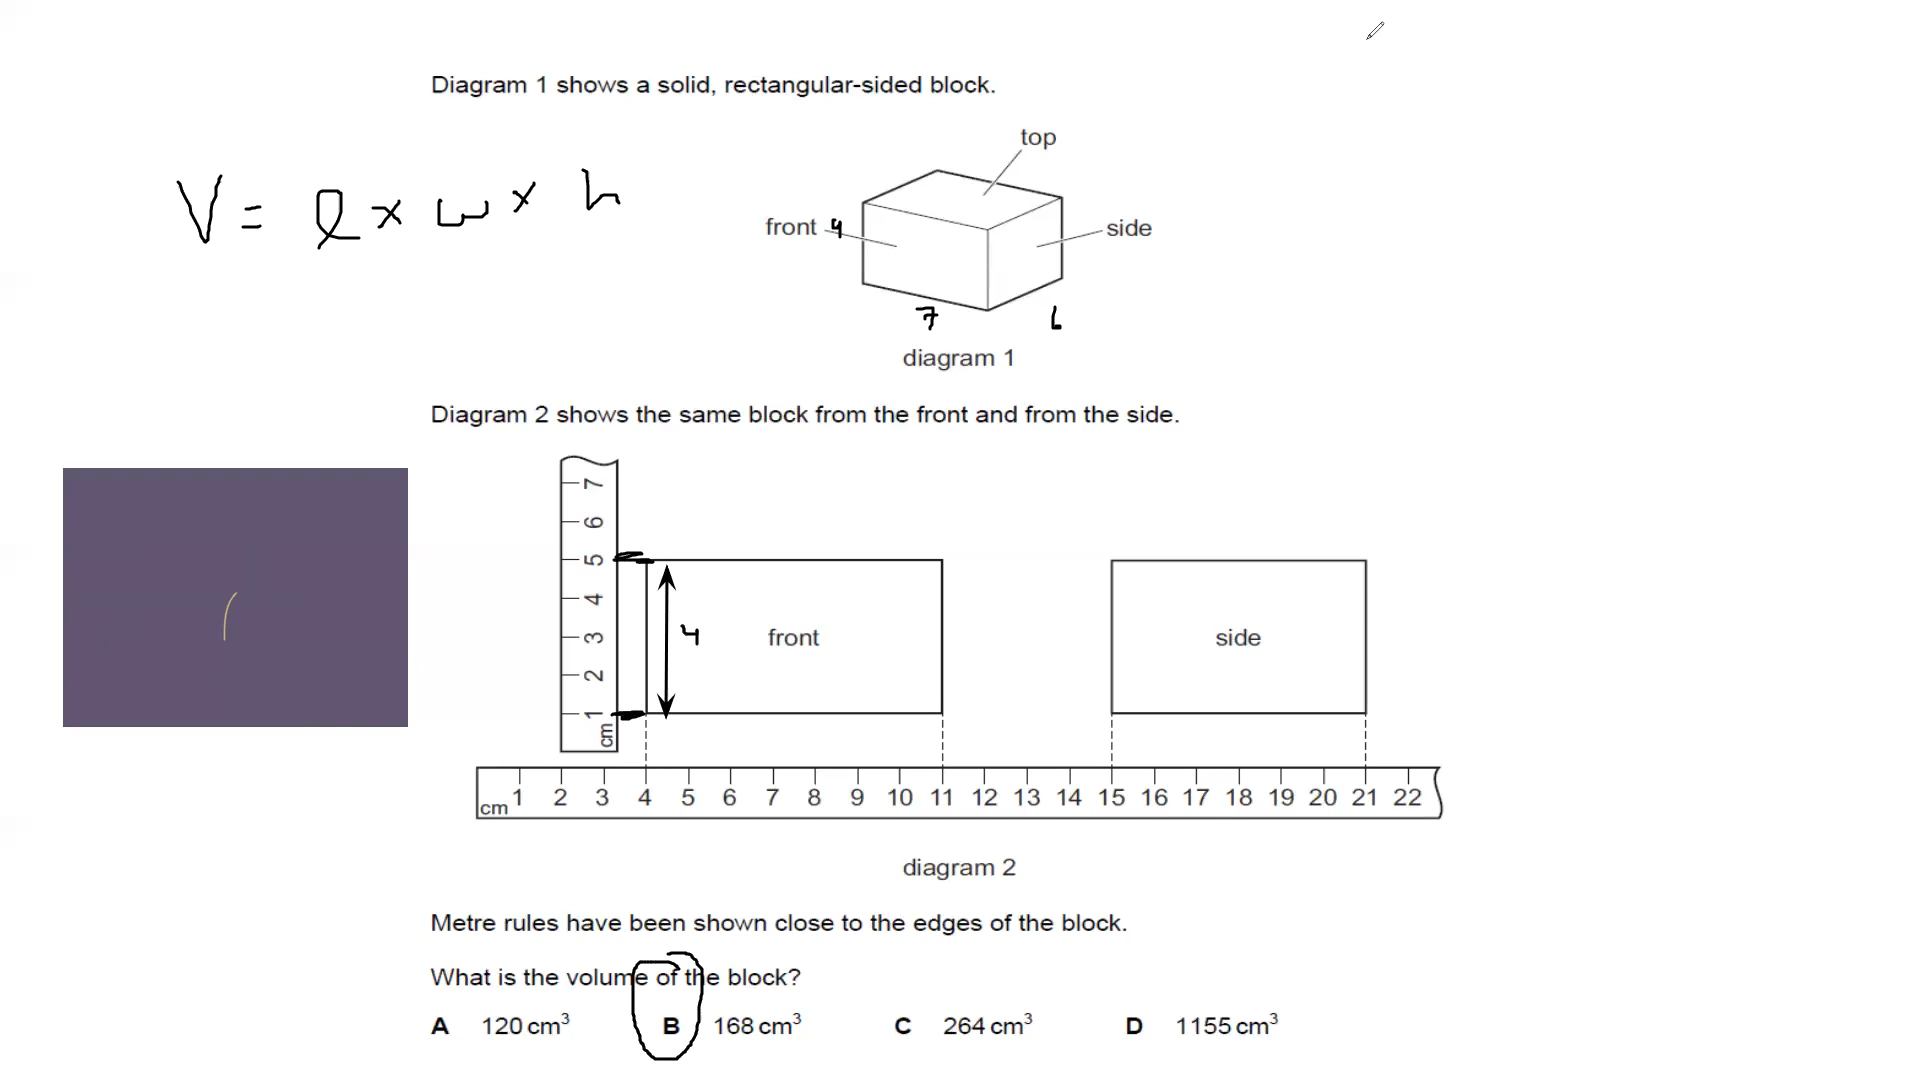 Diagram 1 shows a solid, rectangular-sided block.
top
V = l x w x h
front 4
side
7 6
diagram 1
Diagram 2 shows the same block from the front and from the side.
7
6
5
4
3
2
1
cm
4
front
side
cm 1 2 3 4 5 6 7 8 9 10 11 12 13 14 15 16 17 18 19 20 21 22
diagram 2
Metre rules have been shown close to the edges of the block.
What is the volume of the block?
A 120 cm³ B 168 cm³ C 264 cm³ D 1155 cm³